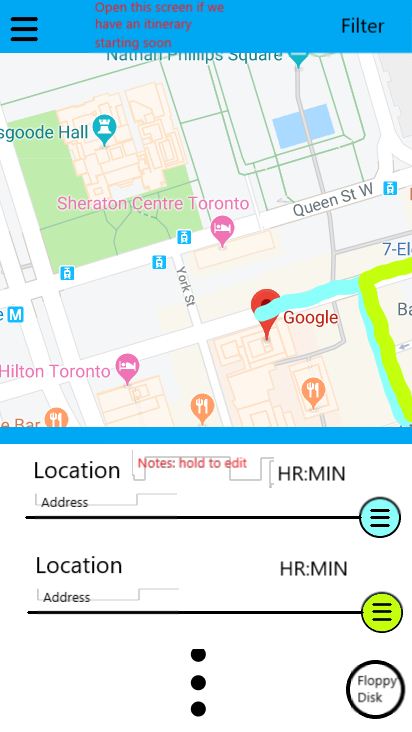 Open this screen if we
have an itinerary
starting soon
Filter
Nathan Phillips Square
sgoode Hall
Sheraton Centre Toronto
Queen St W
7-El
York St
e M
Google
Ba
Hilton Toronto
e Bar
Location
Notes: hold to edit
HR:MIN
Address
Location
HR:MIN
Address
Floppy
Disk